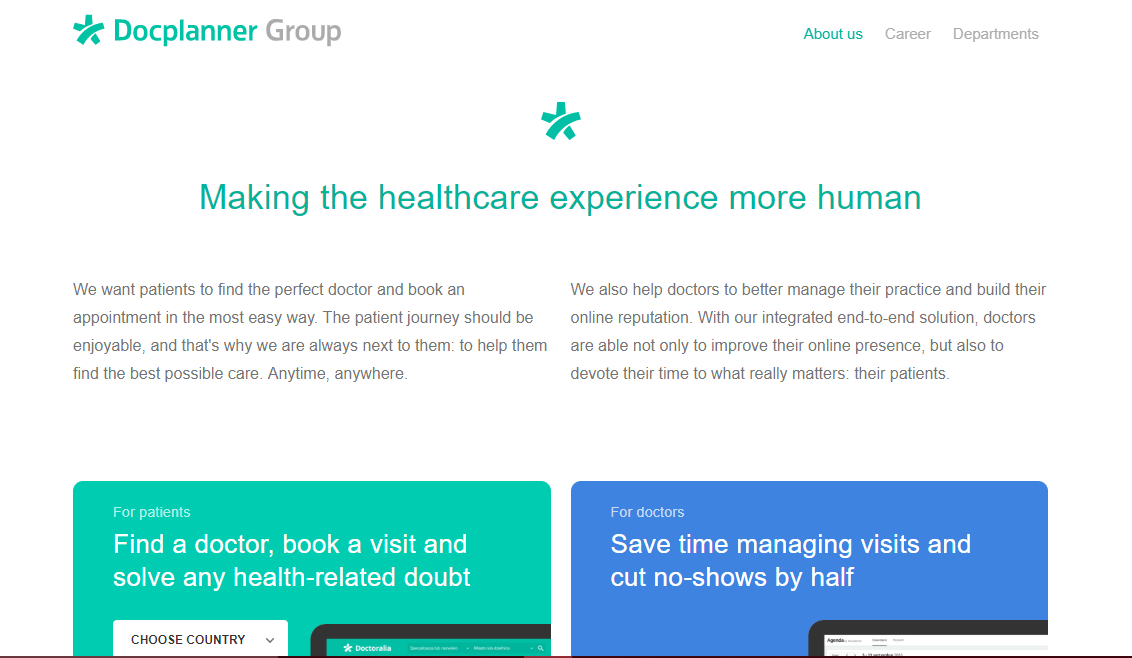 Docplanner Group
About us Career Departments
Making the healthcare experience more human
We want patients to find the perfect doctor and book an
appointment in the most easy way. The patient journey should be
enjoyable, and that's why we are always next to them: to help them
find the best possible care. Anytime, anywhere.
We also help doctors to better manage their practice and build their
online reputation. With our integrated end-to-end solution, doctors
are able not only to improve their online presence, but also to
devote their time to what really matters: their patients.
For patients
Find a doctor, book a visit and
solve any health-related doubt
CHOOSE COUNTRY
Doctoralia
For doctors
Save time managing visits and
cut no-shows by half
Agenda